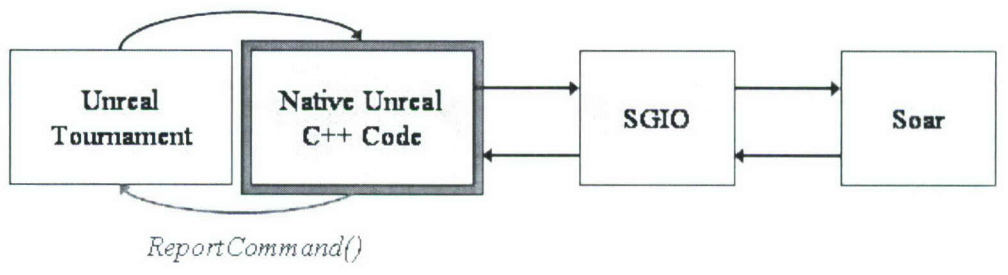 Unreal
Tournament
Native Unreal
C++ Code
SGIO
Soar
ReportCommand()